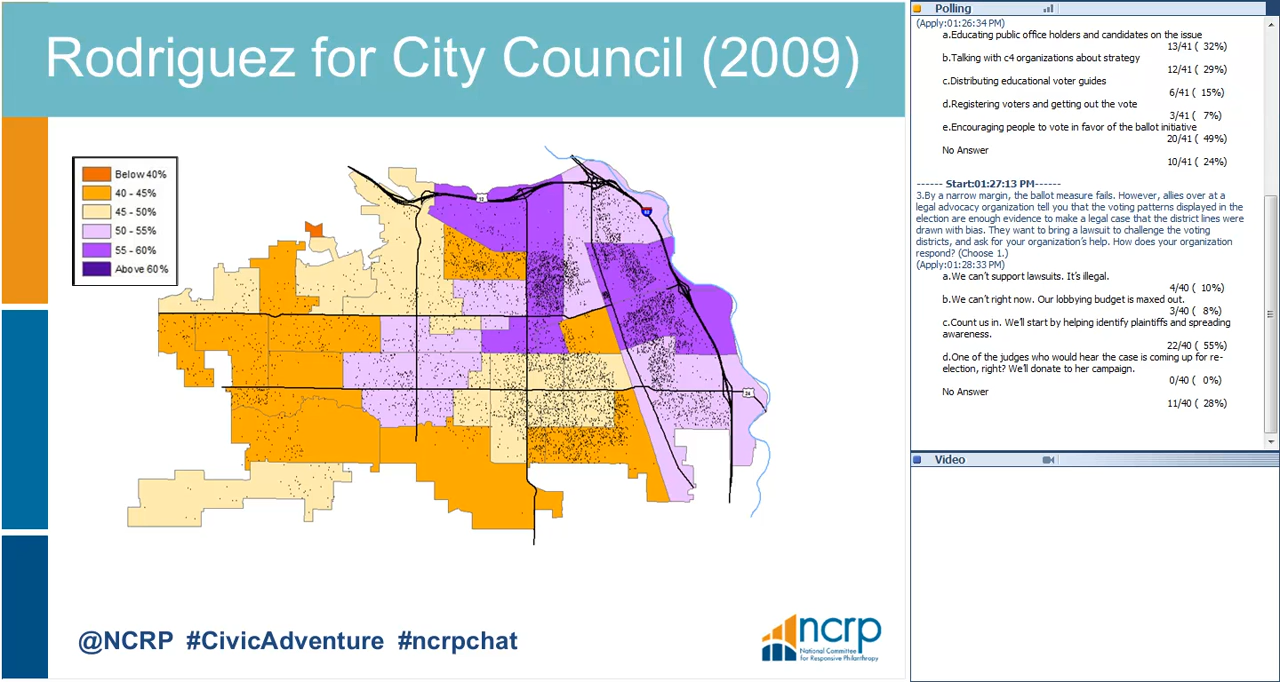 Rodriguez for City Council (2009)
Below 40%
40 - 45%
45 - 50%
50 - 55%
55 - 60%
Above 60%
12
24
@NCRP #CivicAdventure #ncrpchat
ncrp
National Committee
for Responsive Philanthropy
Polling
(Apply:01:26:34 PM)
a.Educating public office holders and candidates on the issue
13/41 ( 32%)
b.Talking with c4 organizations about strategy
12/41 ( 29%)
c.Distributing educational voter guides
6/41 ( 15%)
d.Registering voters and getting out the vote
3/41 ( 7%)
e.Encouraging people to vote in favor of the ballot initiative
20/41 ( 49%)
No Answer
10/41 ( 24%)
------ Start:01:27:13 PM------
3.By a narrow margin, the ballot measure fails. However, allies over at a
legal advocacy organization tell you that the voting patterns displayed in the
election are enough evidence to make a legal case that the district lines were
drawn with bias. They want to bring a lawsuit to challenge the voting
districts, and ask for your organization's help. How does your organization
respond? (Choose 1.)
(Apply:01:28:33 PM)
a.We can't support lawsuits. It's illegal.
4/40 ( 10%)
b.We can't right now. Our lobbying budget is maxed out.
3/40 ( 8%)
c.Count us in. We'll start by helping identify plaintiffs and spreading
awareness.
22/40 ( 55%)
d.One of the judges who would hear the case is coming up for re-
election, right? We'll donate to her campaign.
0/40 ( 0%)
No Answer
11/40 ( 28%)
Video